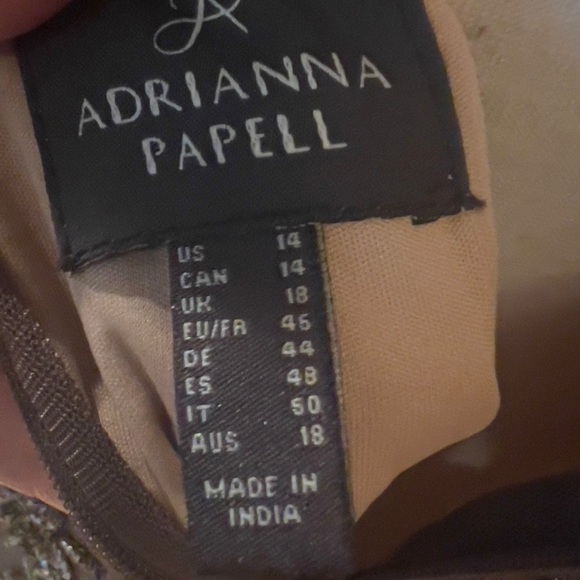 ADRIANNA
PAPELL
US 14
CAN 14
UK 18
EU/FR 46
DE 44
ES 48
IT 50
AUS 18
MADE IN
INDIA